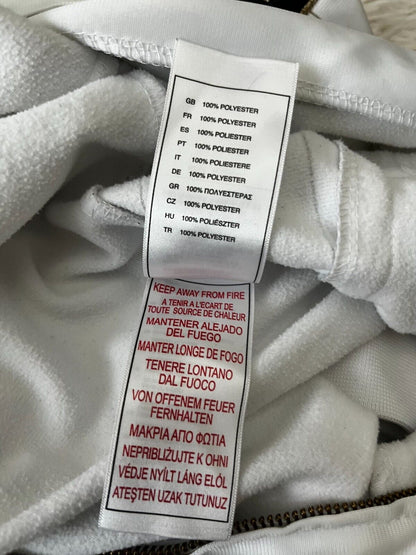 GB 100% POLYESTER
FR 100% POLYESTER
ES 100% POLIESTER
PT 100% POLIESTER
IT 100% POLIESTERE
DE 100% POLYESTER
GR 100% ΠΟΛΥΕΣΤΕΡΑΣ
CZ 100% POLYESTER
HU 100% POLIÉSZTER
TR 100% POLYESTER
KEEP AWAY FROM FIRE
A TENIR A L'ECART DE
TOUTE SOURCE DE CHALEUR
MANTENER ALEJADO
DEL FUEGO
MANTER LONGE DE FOGO
TENERE LONTANO
DAL FUOCO
VON OFFENEM FEUER
FERNHALTEN
ΜΑΚΡΙΑ ΑΠΟ ΦΩΤΙΑ
NEPRIBLIŽUJTE K OHNI
VÉDJE NYÍLT LÁNG ELŐL
ATEŞTEN UZAK TUTUNUZ